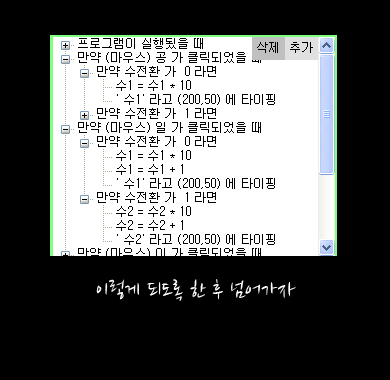 프로그램이 실행됬을 때
삭제 추가
만약 (마우스) 공 가 클릭되었을 때
만약 수전환 가 0 라면
수1 = 수1 * 10
' 수1' 라고 (200,50) 에 타이핑
만약 수전환 가 1 라면
만약 (마우스) 일 가 클릭되었을 때
만약 수전환 가 0 라면
수1 = 수1 * 10
수1 = 수1 + 1
' 수1' 라고 (200,50) 에 타이핑
만약 수전환 가 1 라면
수2 = 수2 * 10
수2 = 수2 + 1
' 수2' 라고 (200,50) 에 타이핑
만약 (마우스) 이 가 클릭되었을 때
이렇게 되도록 한 후 넘어가자